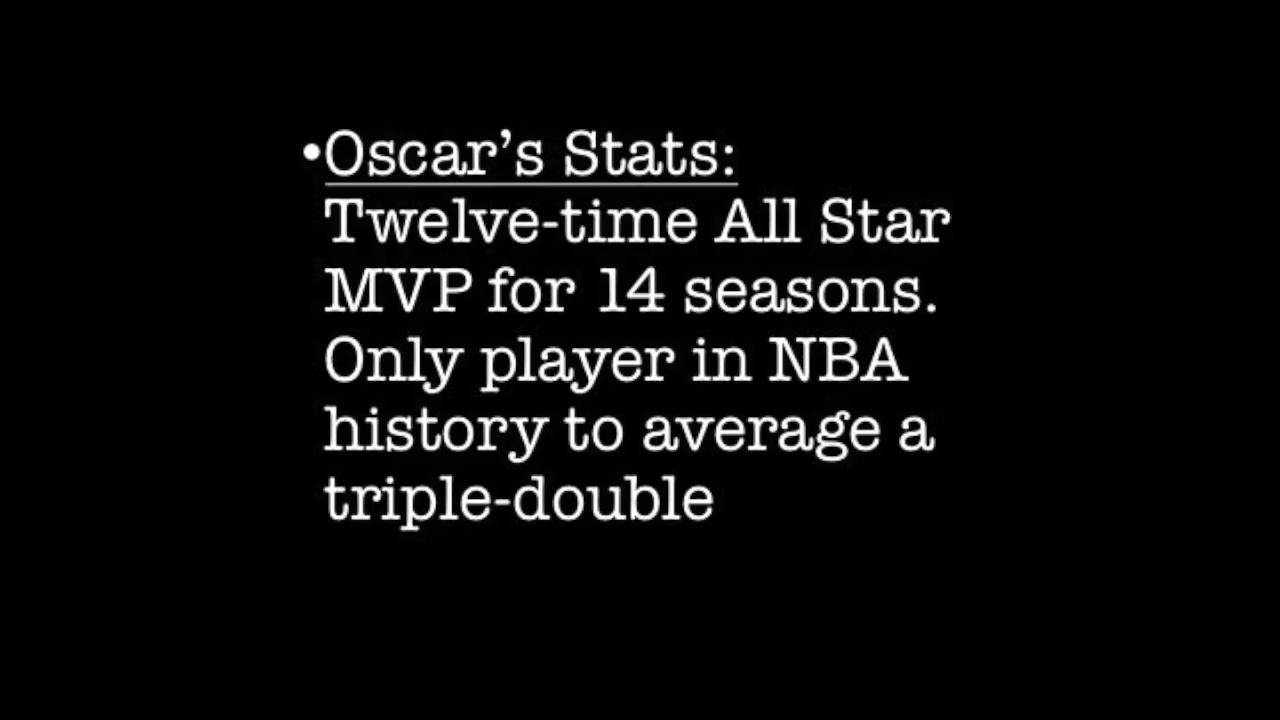 •Oscar’s Stats:
Twelve-time All Star
MVP for 14 seasons.
Only player in NBA
history to average a
triple-double